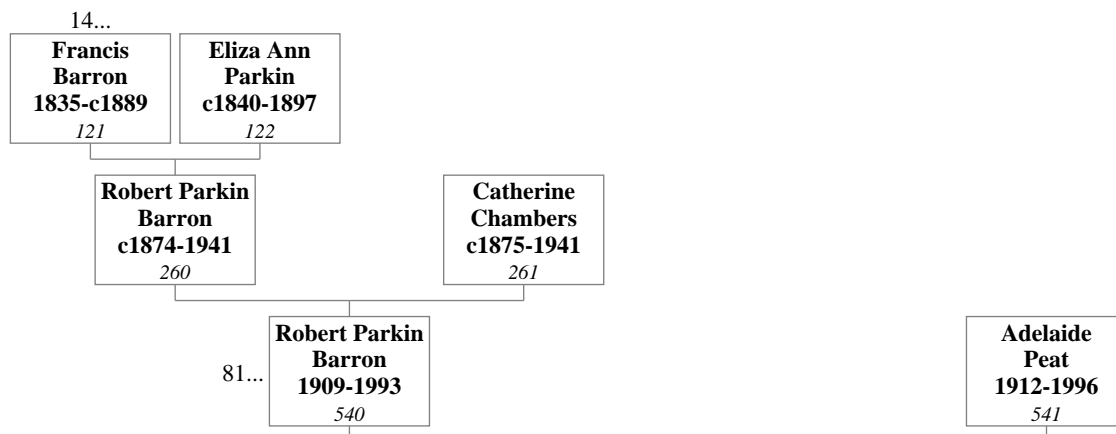 14...
Francis
Barron
1835-c1889
121
Eliza Ann
Parkin
c1840-1897
122
Robert Parkin
Barron
c1874-1941
260
Catherine
Chambers
c1875-1941
261
81...
Robert Parkin
Barron
1909-1993
540
Adelaide
Peat
1912-1996
541